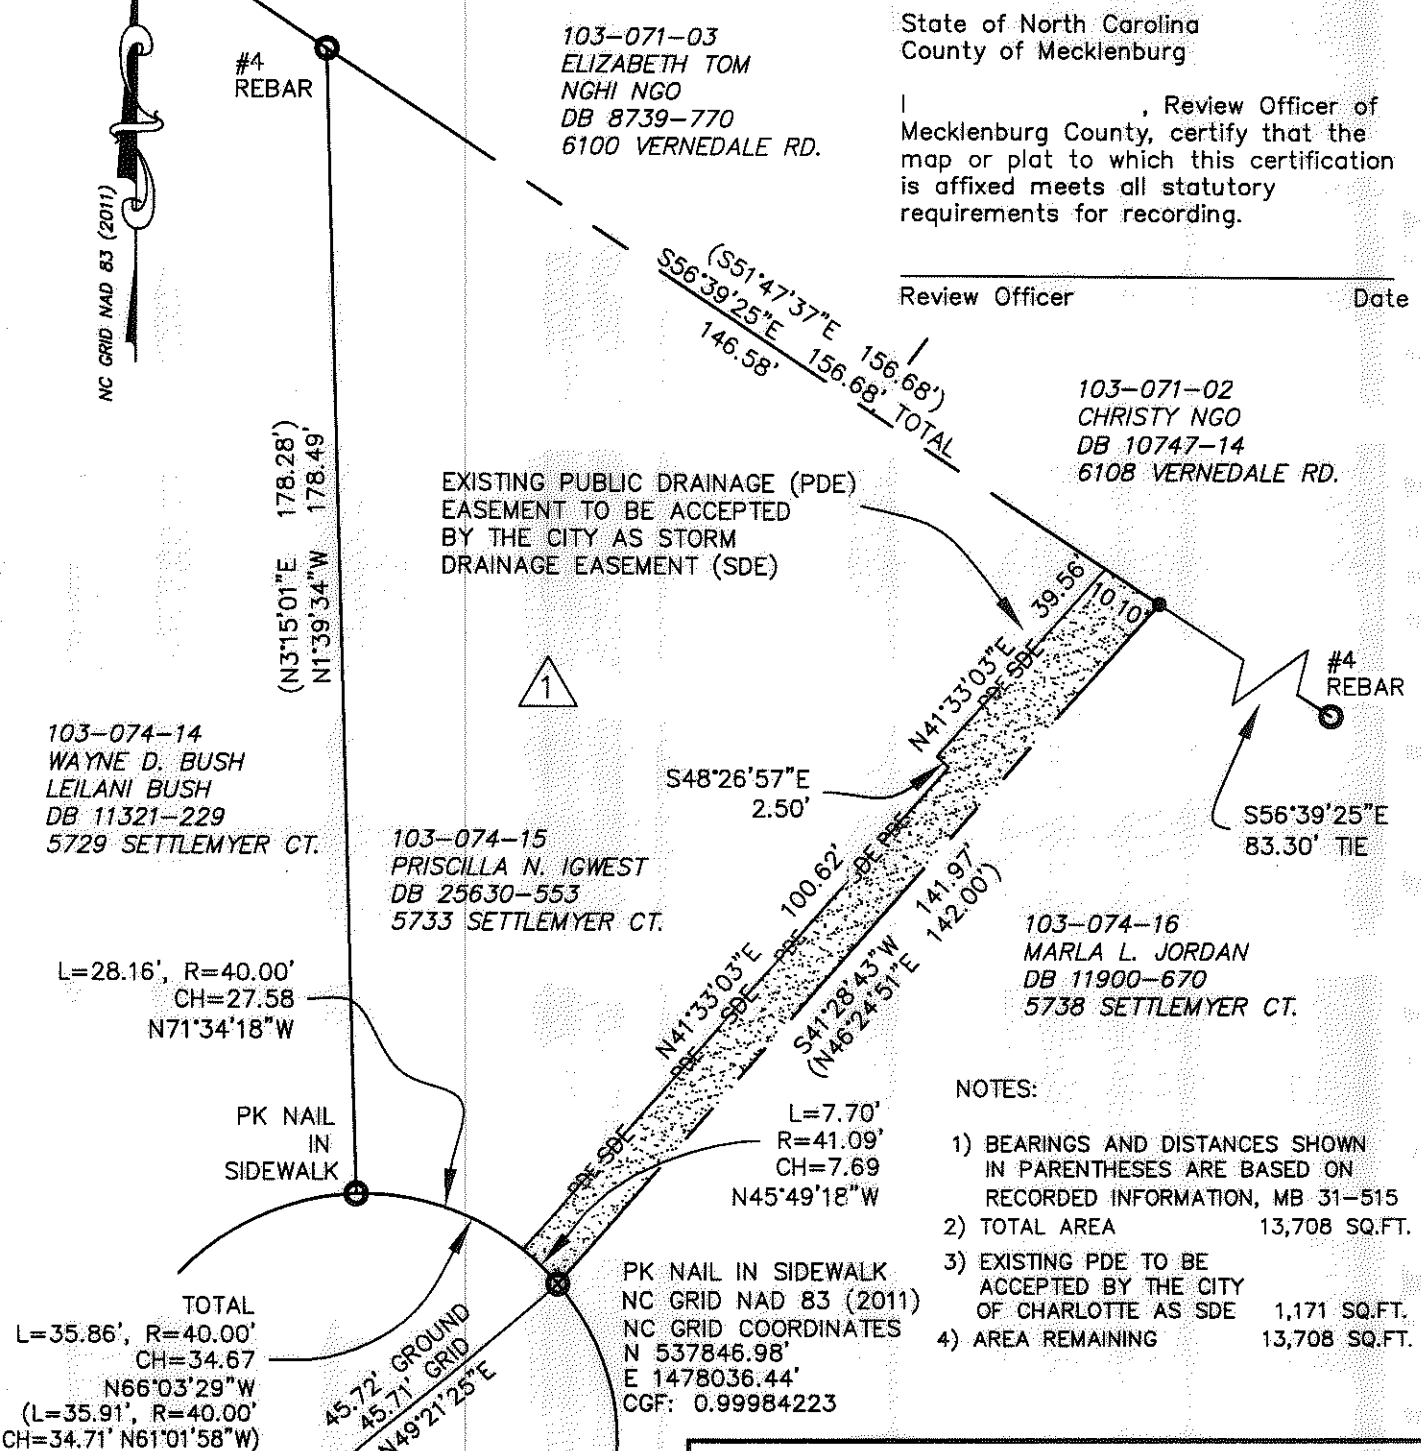 NC GRID NAD 83 (2011)
#4
REBAR
103-071-03
ELIZABETH TOM
NGHI NGO
DB 8739-770
6100 VERNEDALE RD.
State of North Carolina
County of Mecklenburg
I , Review Officer of
Mecklenburg County, certify that the
map or plat to which this certification
is affixed meets all statutory
requirements for recording.
Review Officer Date
(S51°47'37"E 156.68')
S56°39'25"E 156.68' TOTAL
146.58'
103-071-02
CHRISTY NGO
DB 10747-14
6108 VERNEDALE RD.
(N3°15'01"E 178.28')
N1°39'34"W 178.49'
EXISTING PUBLIC DRAINAGE (PDE)
EASEMENT TO BE ACCEPTED
BY THE CITY AS STORM
DRAINAGE EASEMENT (SDE)
N41°33'03"E 39.56'
10.10'
PDE SDE
#4
REBAR
1
103-074-14
WAYNE D. BUSH
LEILANI BUSH
DB 11321-229
5729 SETTLEMYER CT.
S48°26'57"E
2.50'
S56°39'25"E
83.30' TIE
103-074-15
PRISCILLA N. IGWEST
DB 25630-553
5733 SETTLEMYER CT.
N41°33'03"E 100.62'
SDE PDE
PDE
SDE
PDE
PDE SDE
S41°28'43"W 141.97'
(N46°24'51"E 142.00')
103-074-16
MARLA L. JORDAN
DB 11900-670
5738 SETTLEMYER CT.
L=28.16', R=40.00'
CH=27.58
N71°34'18"W
PK NAIL
IN
SIDEWALK
L=7.70'
R=41.09'
CH=7.69
N45°49'18"W
NOTES:
1) BEARINGS AND DISTANCES SHOWN
IN PARENTHESES ARE BASED ON
RECORDED INFORMATION, MB 31-515
2) TOTAL AREA 13,708 SQ.FT.
3) EXISTING PDE TO BE
ACCEPTED BY THE CITY
OF CHARLOTTE AS SDE 1,171 SQ.FT.
4) AREA REMAINING 13,708 SQ.FT.
TOTAL
L=35.86', R=40.00'
CH=34.67
N66°03'29"W
(L=35.91', R=40.00'
CH=34.71' N61°01'58"W)
45.72' GROUND
45.71' GRID
N49°21'25"E
PK NAIL IN SIDEWALK
NC GRID NAD 83 (2011)
NC GRID COORDINATES
N 537846.98'
E 1478036.44'
CGF: 0.99984223